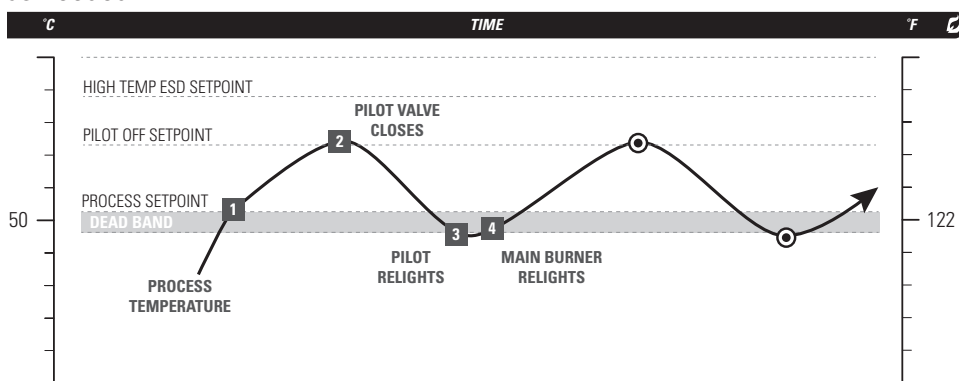 °C TIME °F
HIGH TEMP ESD SETPOINT
PILOT VALVE
CLOSES
PILOT OFF SETPOINT
2
PROCESS SETPOINT
1
50
DEAD BAND
122
3
4
PILOT
RELIGHTS
MAIN BURNER
RELIGHTS
PROCESS
TEMPERATURE